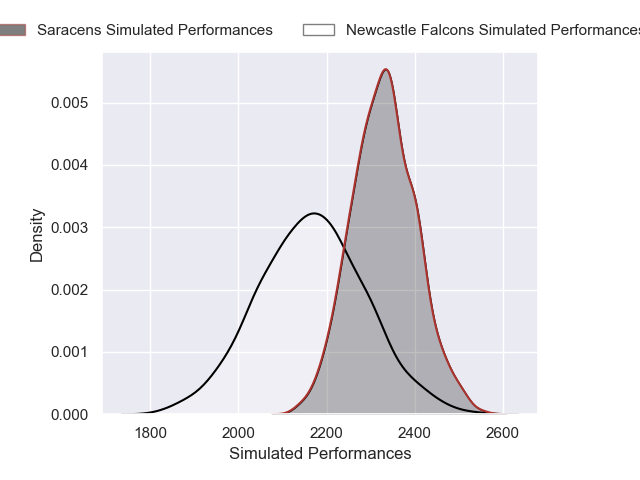 Saracens Simulated Performances
Newcastle Falcons Simulated Performances
0.005
0.004
0.003
0.002
0.001
0.000
Density
1800 2000 2200 2400 2600
Simulated Performances